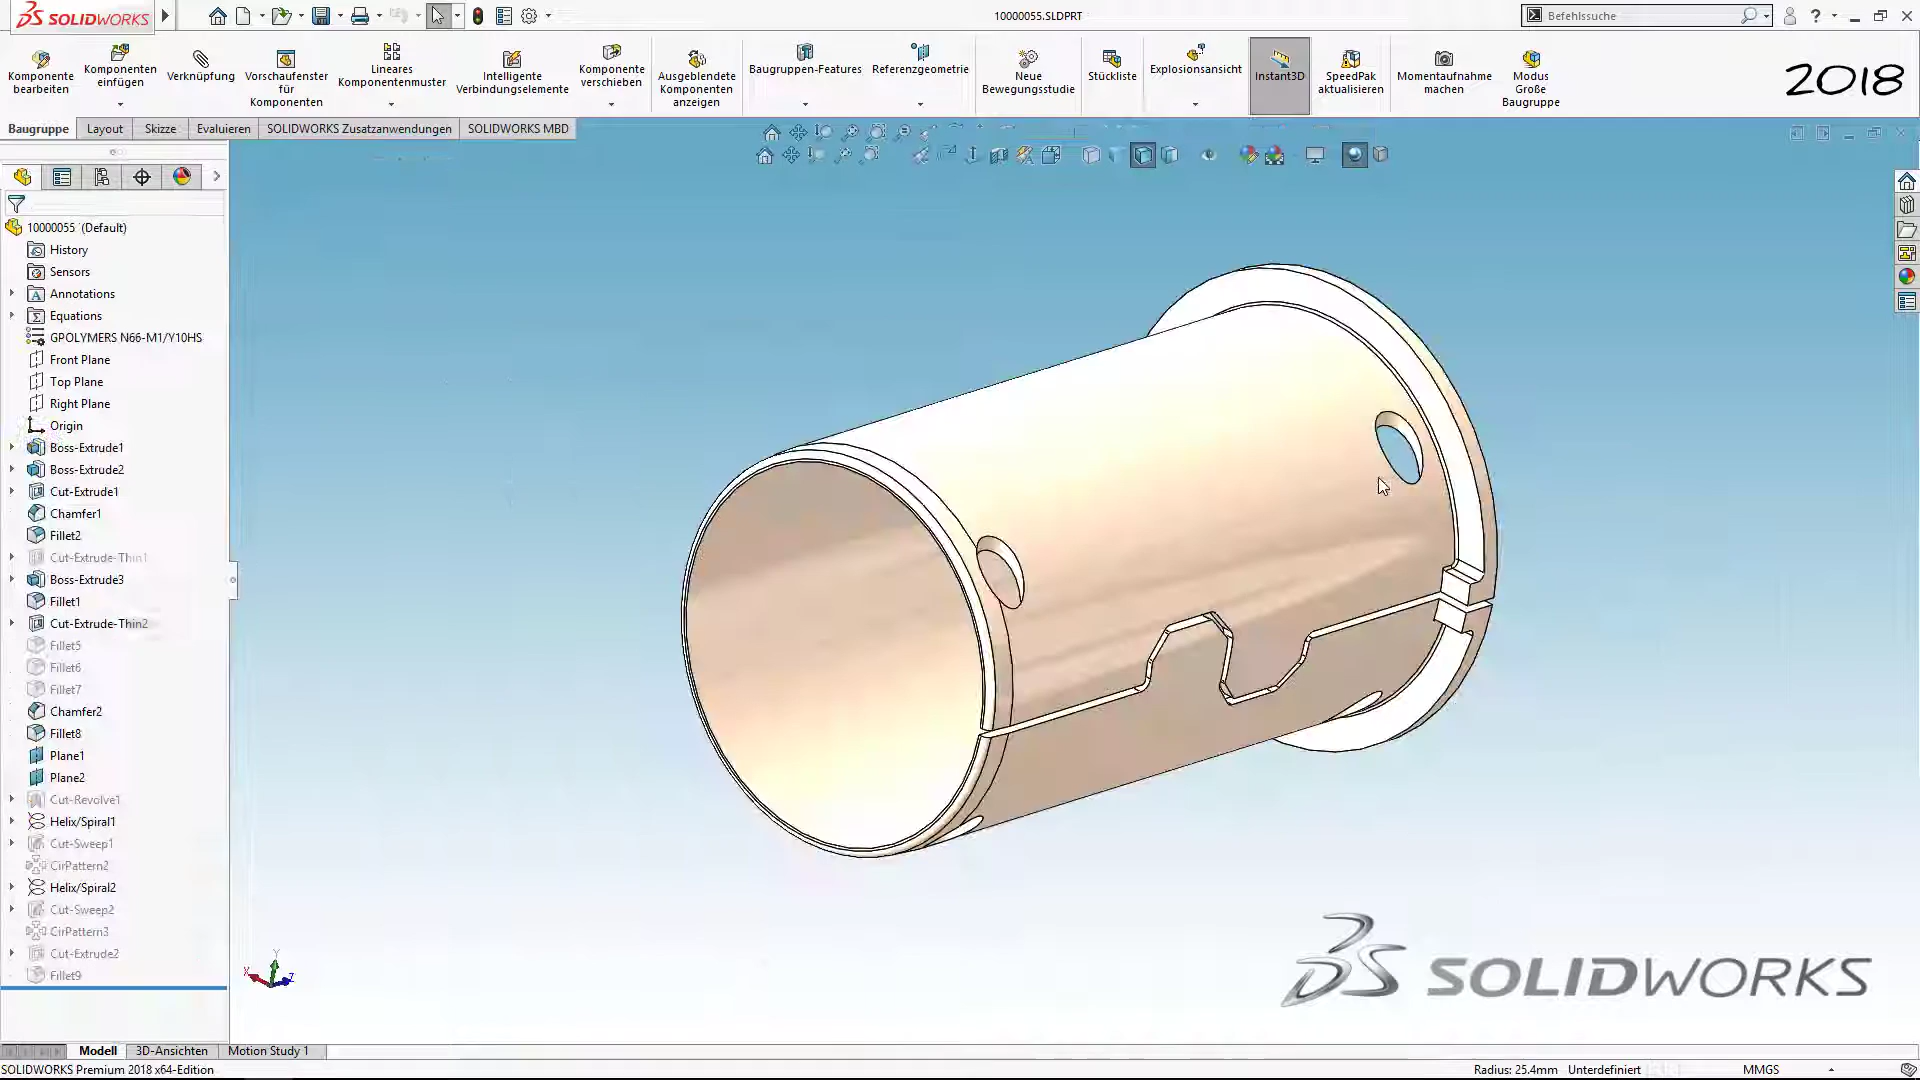 SOLIDWORKS
10000055.SLDPRT
Befehlssuche
Komponente bearbeiten
Komponenten einfügen
Verknüpfung
Vorschaufenster für Komponenten
Lineares Komponentenmuster
Intelligente Verbindungselemente
Komponente verschieben
Ausgeblendete Komponenten anzeigen
Baugruppen-Features
Referenzgeometrie
Neue Bewegungsstudie
Stückliste
Explosionsansicht
Instant3D
SpeedPak aktualisieren
Momentaufnahme machen
Modus Große Baugruppe
2018
Baugruppe
Layout
Skizze
Evaluieren
SOLIDWORKS Zusatzanwendungen
SOLIDWORKS MBD
10000055 (Default)
History
Sensors
Annotations
Equations
GPOLYMERS N66-M1/Y10HS
Front Plane
Top Plane
Right Plane
Origin
Boss-Extrude1
Boss-Extrude2
Cut-Extrude1
Chamfer1
Fillet2
Cut-Extrude-Thin1
Boss-Extrude3
Fillet1
Cut-Extrude-Thin2
Fillet5
Fillet6
Fillet7
Chamfer2
Fillet8
Plane1
Plane2
Cut-Revolve1
Helix/Spiral1
Cut-Sweep1
CirPattern2
Helix/Spiral2
Cut-Sweep2
CirPattern3
Cut-Extrude2
Fillet9
X
Y
Z
SOLIDWORKS
Modell
3D-Ansichten
Motion Study 1
SOLIDWORKS Premium 2018 x64-Edition
Radius: 25.4mm
Unterdefiniert
MMGS